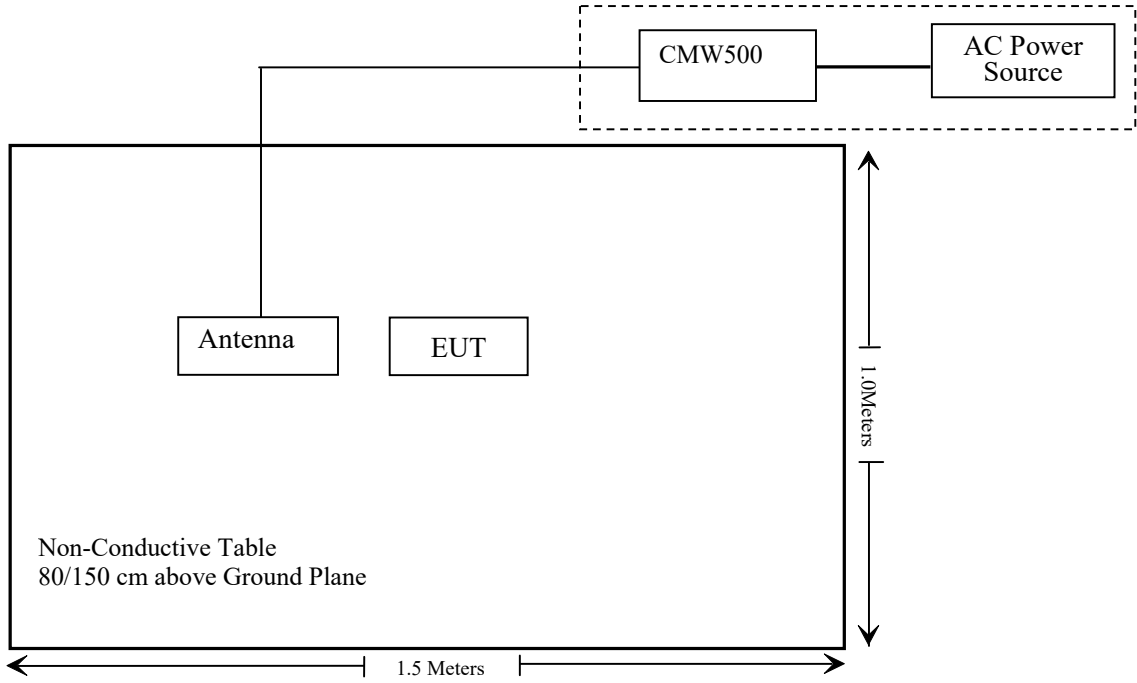 CMW500
AC Power
Source
Antenna
EUT
1.0Meters
Non-Conductive Table
80/150 cm above Ground Plane
1.5 Meters